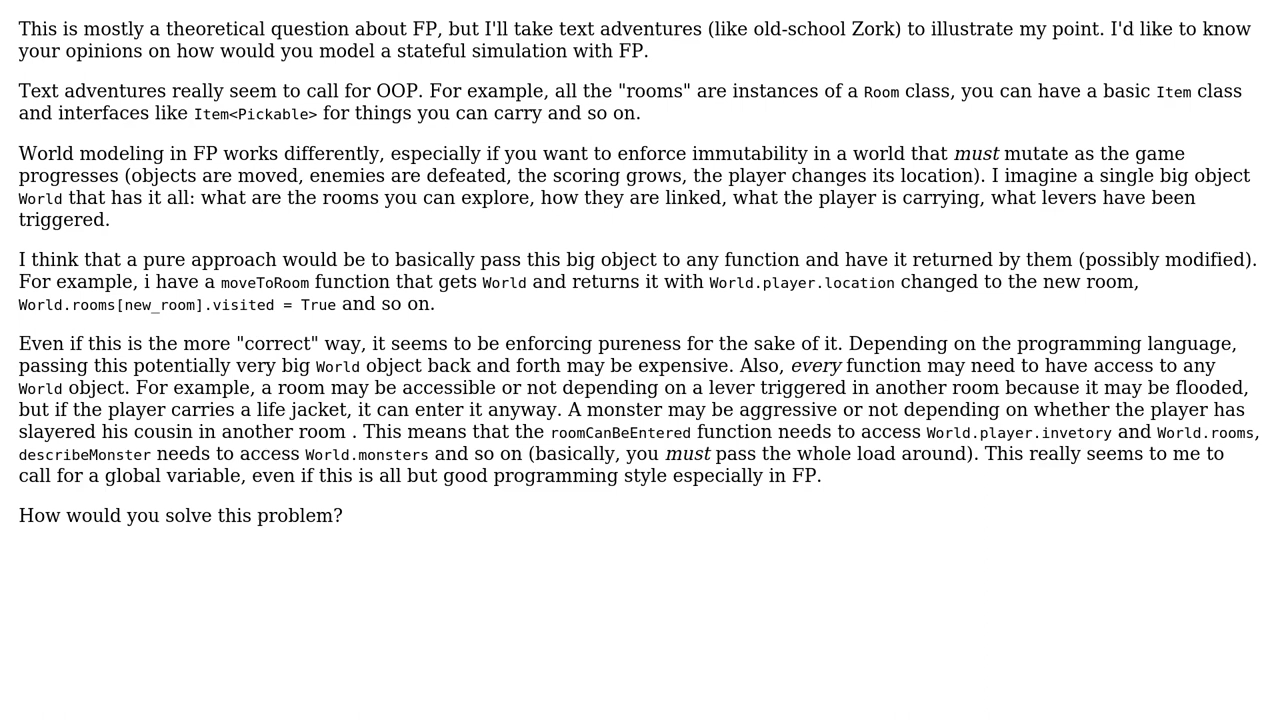 This is mostly a theoretical question about FP, but I'll take text adventures (like old-school Zork) to illustrate my point. I'd like to know
your opinions on how would you model a stateful simulation with FP.
Text adventures really seem to call for OOP. For example, all the "rooms" are instances of a Room class, you can have a basic Item class
and interfaces like Item<Pickable> for things you can carry and so on.
World modeling in FP works differently, especially if you want to enforce immutability in a world that must mutate as the game
progresses (objects are moved, enemies are defeated, the scoring grows, the player changes its location). I imagine a single big object
World that has it all: what are the rooms you can explore, how they are linked, what the player is carrying, what levers have been
triggered.
I think that a pure approach would be to basically pass this big object to any function and have it returned by them (possibly modified).
For example, i have a moveToRoom function that gets World and returns it with World.player.location changed to the new room,
World.rooms[new_room].visited = True and so on.
Even if this is the more "correct" way, it seems to be enforcing pureness for the sake of it. Depending on the programming language,
passing this potentially very big World object back and forth may be expensive. Also, every function may need to have access to any
World object. For example, a room may be accessible or not depending on a lever triggered in another room because it may be flooded,
but if the player carries a life jacket, it can enter it anyway. A monster may be aggressive or not depending on whether the player has
slayered his cousin in another room . This means that the roomCanBeEntered function needs to access World.player.invetory and World.rooms,
describeMonster needs to access World.monsters and so on (basically, you must pass the whole load around). This really seems to me to
call for a global variable, even if this is all but good programming style especially in FP.
How would you solve this problem?